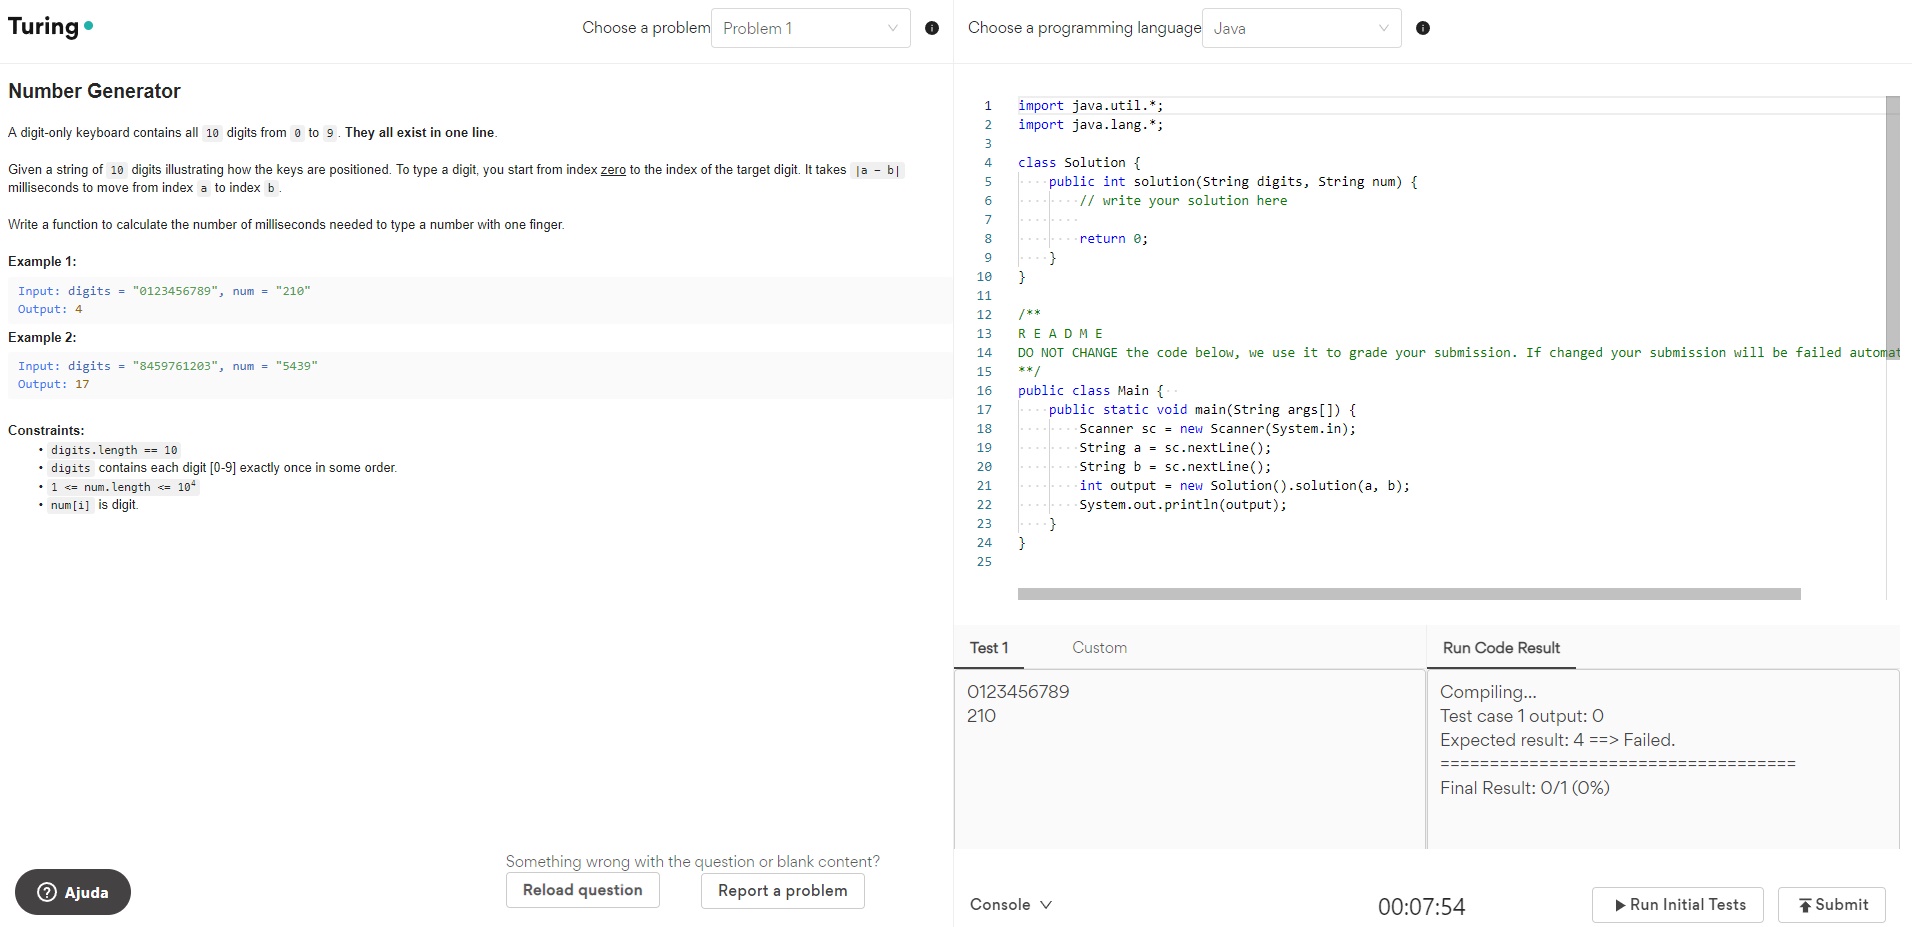 Turing
Choose a problem Problem 1
Choose a programming language Java
Number Generator
A digit-only keyboard contains all 10 digits from 0 to 9. They all exist in one line.
Given a string of 10 digits illustrating how the keys are positioned. To type a digit, you start from index zero to the index of the target digit. It takes |a - b|
milliseconds to move from index a to index b.
Write a function to calculate the number of milliseconds needed to type a number with one finger.
Example 1:
Input: digits = "0123456789", num = "210"
Output: 4
Example 2:
Input: digits = "8459761203", num = "5439"
Output: 17
Constraints:
• digits.length == 10
• digits contains each digit [0-9] exactly once in some order.
• 1 <= num.length <= 10⁴
• num[i] is digit.
Something wrong with the question or blank content?
Reload question
Report a problem
Ajuda
1 import java.util.*;
2 import java.lang.*;
3
4 class Solution {
5 public int solution(String digits, String num) {
6 // write your solution here
7
8 return 0;
9 }
10 }
11
12 /**
13 R E A D M E
14 DO NOT CHANGE the code below, we use it to grade your submission. If changed your submission will be failed automat
15 **/
16 public class Main {
17 public static void main(String args[]) {
18 Scanner sc = new Scanner(System.in);
19 String a = sc.nextLine();
20 String b = sc.nextLine();
21 int output = new Solution().solution(a, b);
22 System.out.println(output);
23 }
24 }
25
Test 1
Custom
0123456789
210
Run Code Result
Compiling...
Test case 1 output: 0
Expected result: 4 ==> Failed.
====================================
Final Result: 0/1 (0%)
Console
00:07:54
Run Initial Tests
Submit